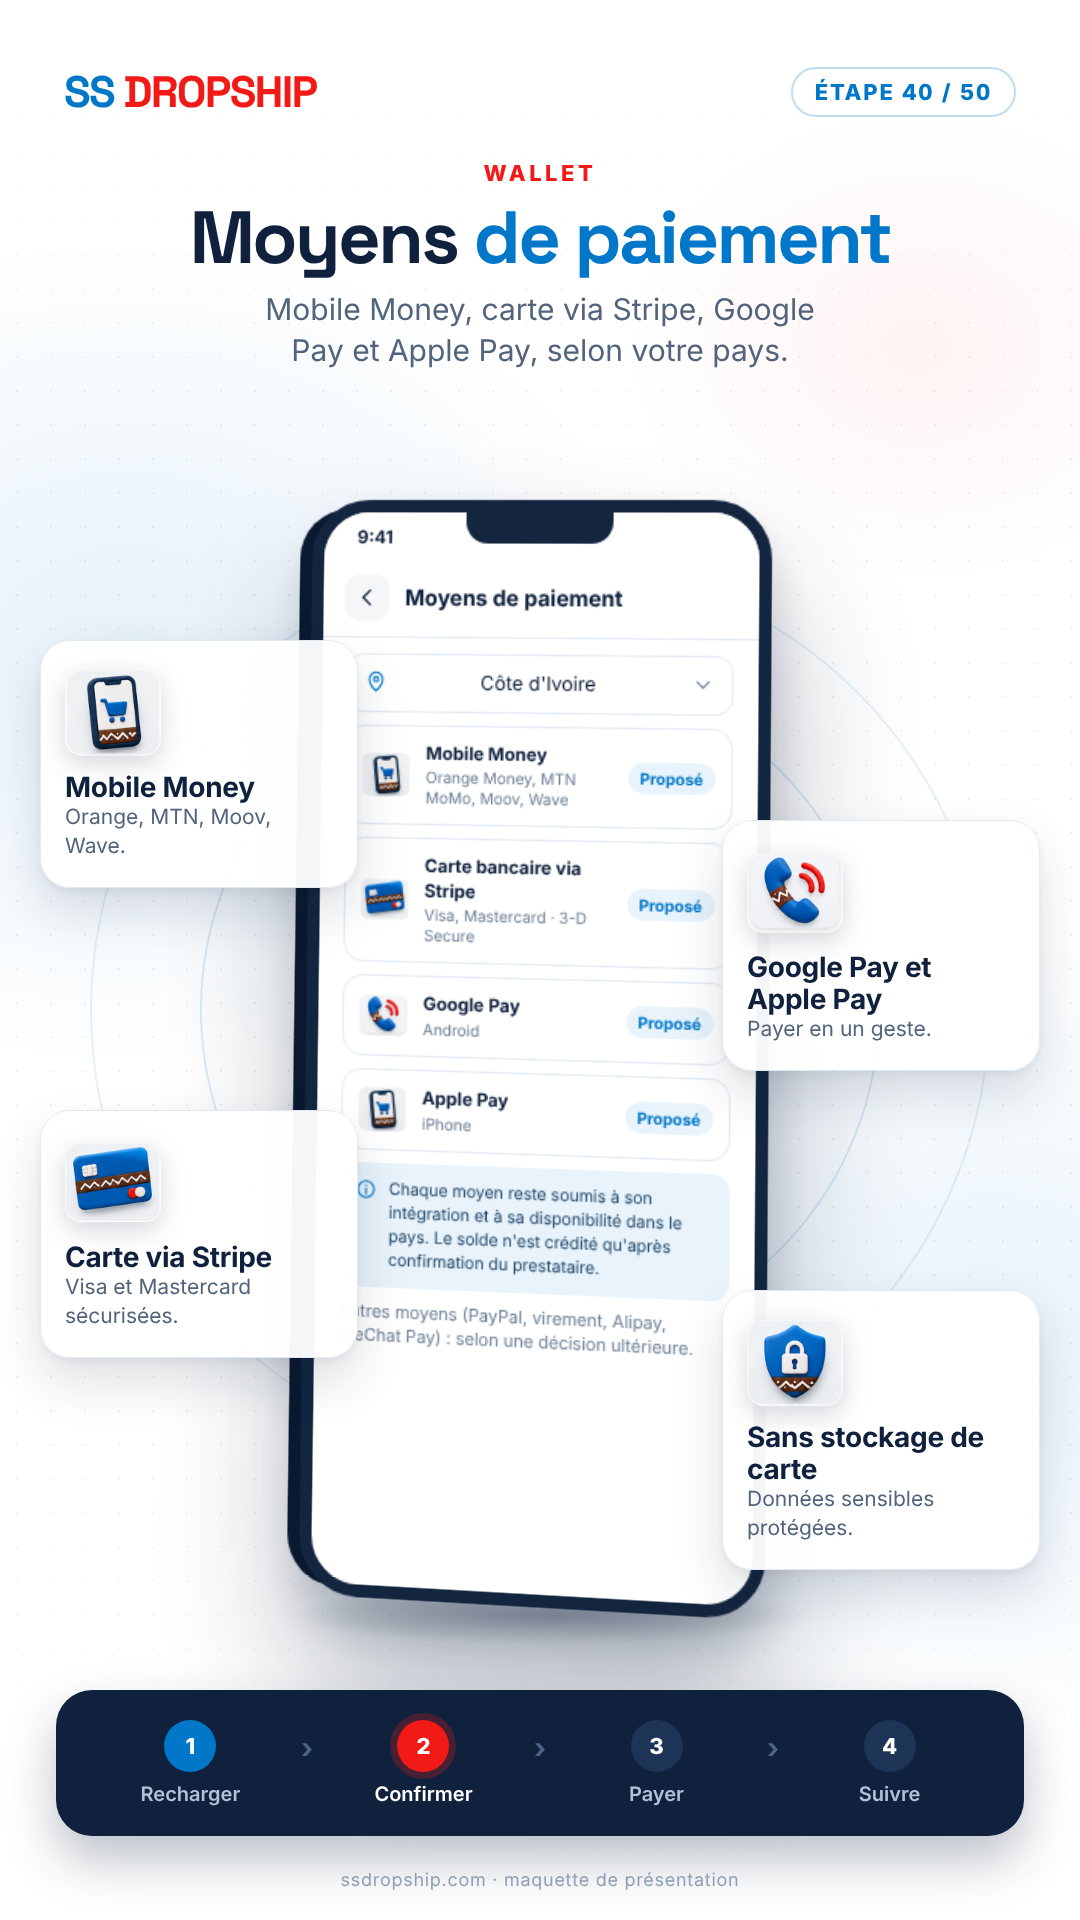 SS DROPSHIP
ÉTAPE 40 / 50
WALLET
Moyens de paiement
Mobile Money, carte via Stripe, Google
Pay et Apple Pay, selon votre pays.
9:41
Moyens de paiement
Côte d'Ivoire
Mobile Money
Orange Money, MTN
MoMo, Moov, Wave
Proposé
Carte bancaire via
Stripe
Visa, Mastercard · 3-D
Secure
Proposé
Google Pay
Android
Proposé
Apple Pay
iPhone
Proposé
Chaque moyen reste soumis à son
intégration et à sa disponibilité dans le
pays. Le solde n'est crédité qu'après
confirmation du prestataire.
Autres moyens (PayPal, virement, Alipay,
WeChat Pay) : selon une décision ultérieure.
Mobile Money
Orange, MTN, Moov,
Wave.
Google Pay et
Apple Pay
Payer en un geste.
Carte via Stripe
Visa et Mastercard
sécurisées.
Sans stockage de
carte
Données sensibles
protégées.
1
Recharger
›
2
Confirmer
›
3
Payer
›
4
Suivre
ssdropship.com · maquette de présentation